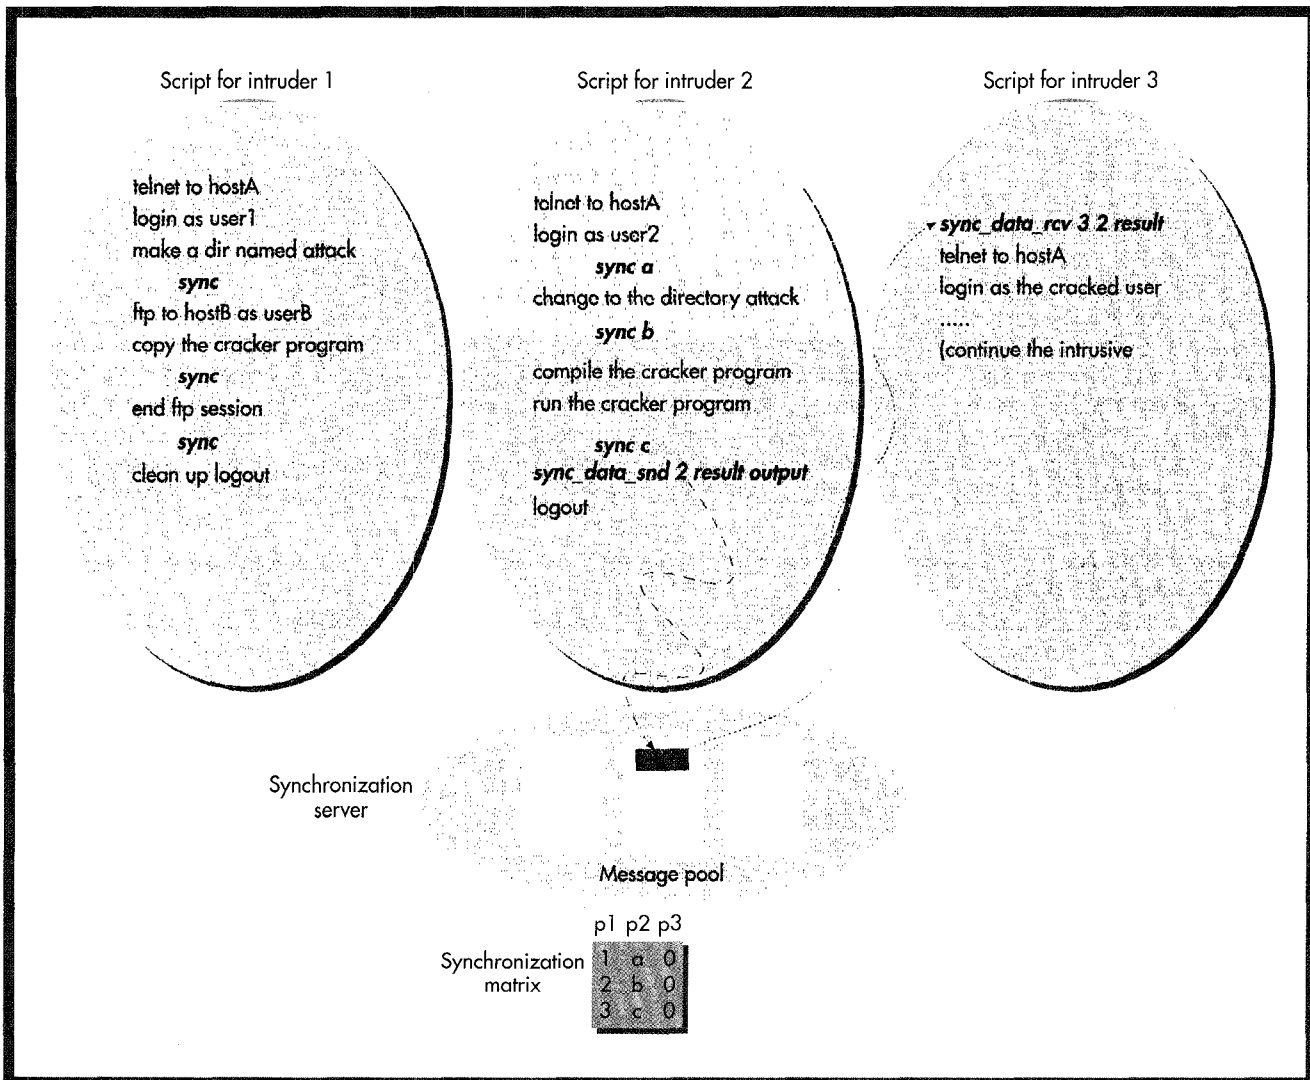 Script for intruder 1
telnet to hostA
login as user1
make a dir named attack
sync
ftp to hostB as userB
copy the cracker program
sync
end ftp session
sync
clean up logout
Script for intruder 2
telnet to hostA
login as user2
sync a
change to the directory attack
sync b
compile the cracker program
run the cracker program
sync c
sync_data_snd 2 result output
logout
Script for intruder 3
sync_data_rcv 3 2 result
telnet to hostA
login as the cracked user
.....
(continue the intrusive
Synchronization
server
Message pool
p1 p2 p3
Synchronization
matrix
1 a 0
2 b 0
3 c 0